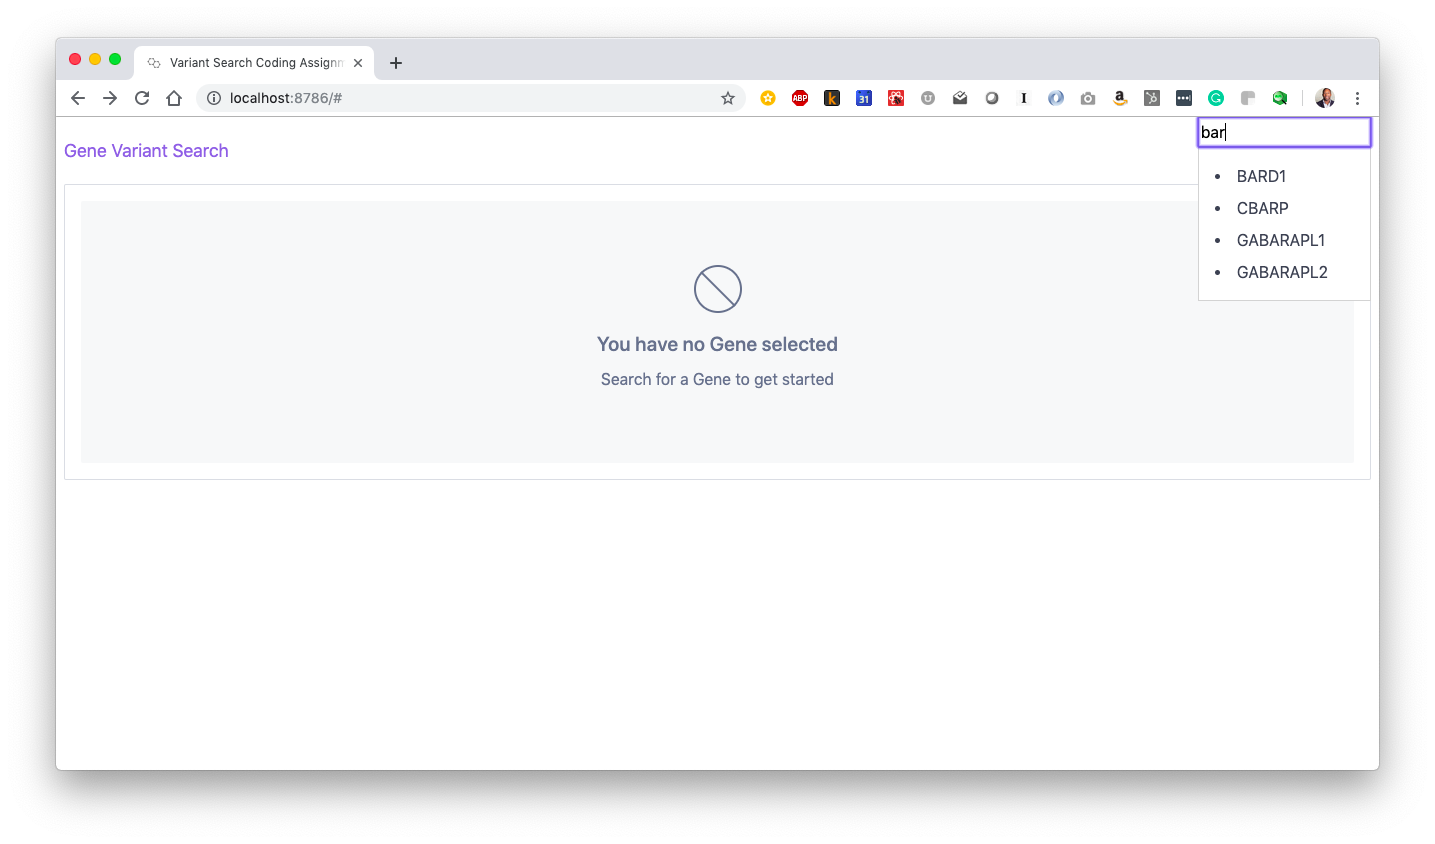 Variant Search Coding Assignm
localhost:8786/#
ABP
k
31
U
I
a
bar
Gene Variant Search
BARD1
CBARP
GABARAPL1
GABARAPL2
You have no Gene selected
Search for a Gene to get started